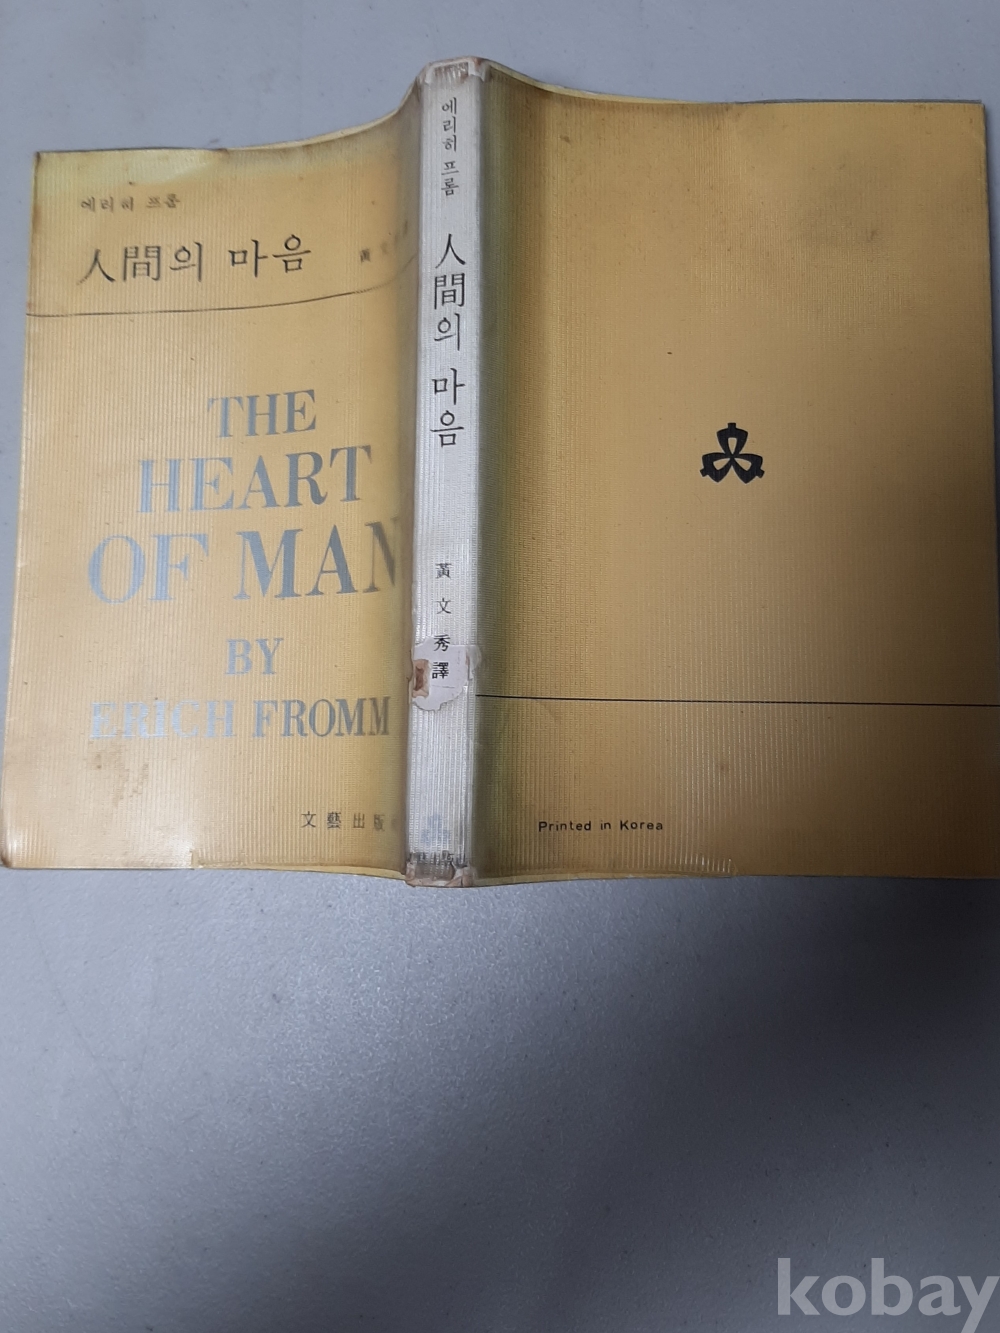 에리히 프롬
人間의 마음
黃文
THE
HEART
OF MAN
BY
ERICH FROMM
文藝出版
에리히 프롬
人間의 마음
黃文秀譯
Printed in Korea
kobay